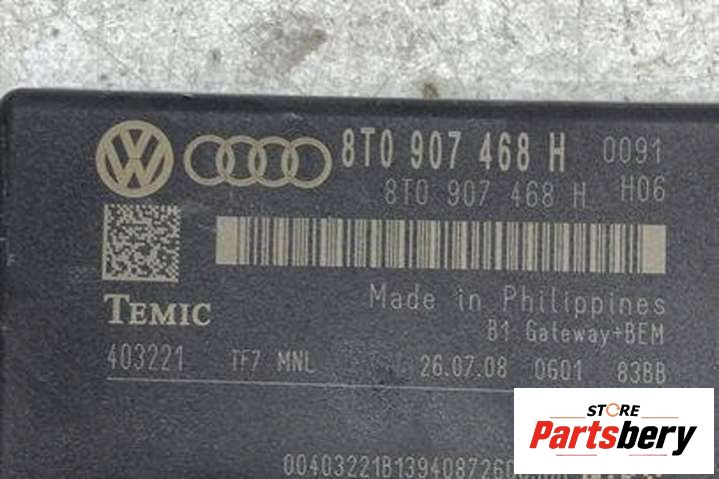 8T0 907 468 H 0091
8T0 907 468 H H06
TEMIC
Made in Philippines
B1 Gateway+BEM
403221 TF7 MNL 26.07.08 0601 83BB
STORE
Partsbery